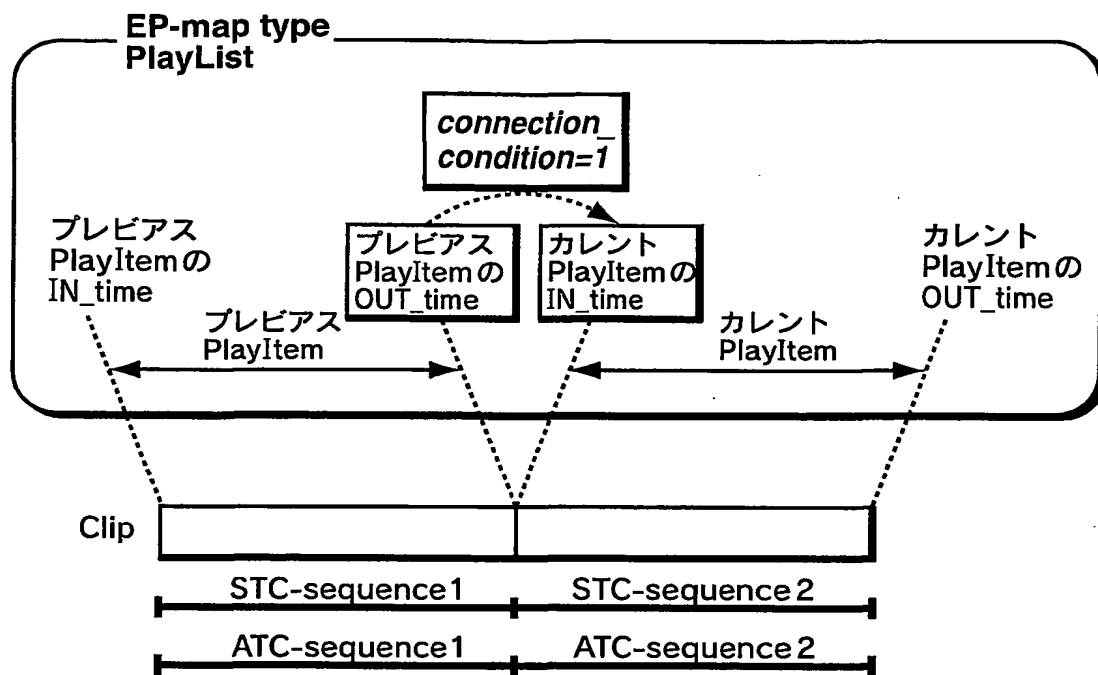 EP-map type
PlayList
connection_
condition=1
プレビアス
PlayItemの
IN_time
プレビアス
PlayItemの
OUT_time
カレント
PlayItemの
IN_time
カレント
PlayItemの
OUT_time
プレビアス
PlayItem
カレント
PlayItem
Clip
STC-sequence1
STC-sequence2
ATC-sequence1
ATC-sequence2